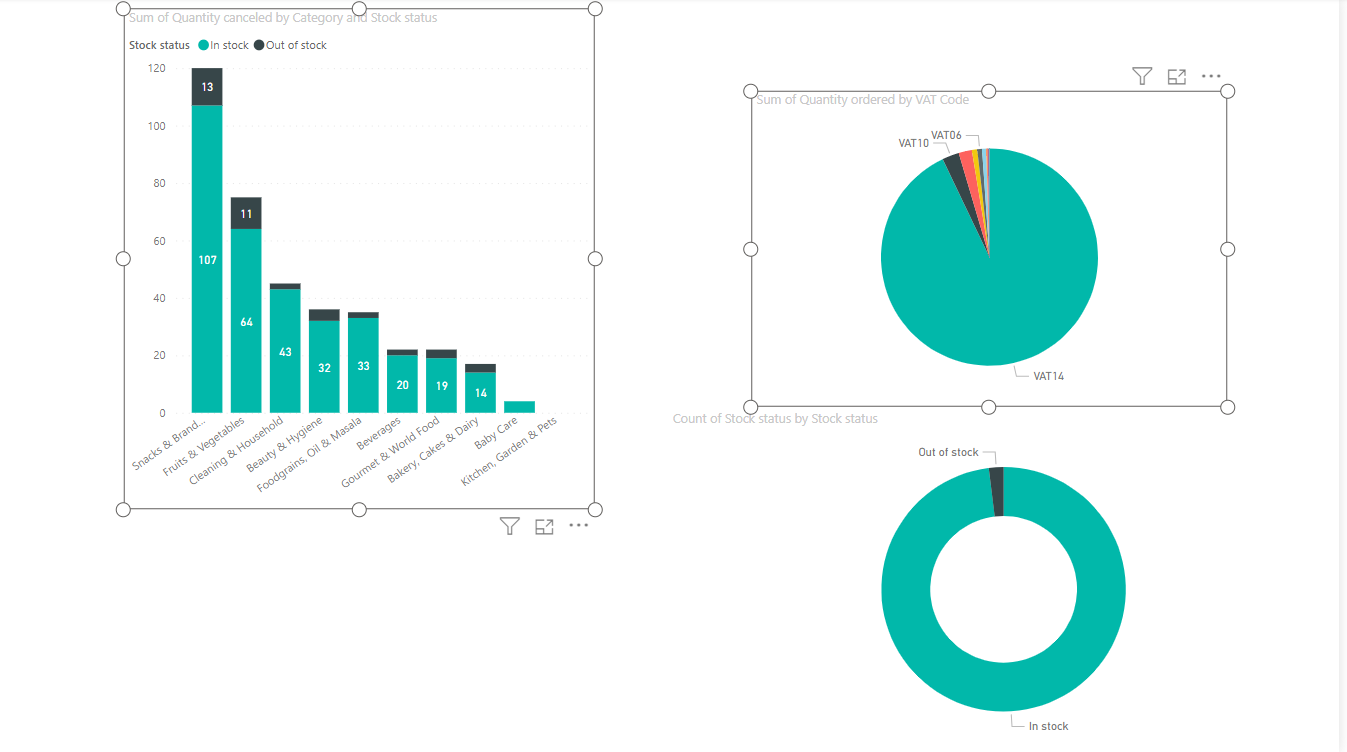 Sum of Quantity canceled by Category and Stock status
Stock status In stock Out of stock
120
100
80
60
40
20
0
13
107
11
64
43
32
33
20
19
14
Snacks & Brand...
Fruits & Vegetables
Cleaning & Household
Beauty & Hygiene
Foodgrains, Oil & Masala
Beverages
Gourmet & World Food
Bakery, Cakes & Dairy
Baby Care
Kitchen, Garden & Pets
Sum of Quantity ordered by VAT Code
VAT06
VAT10
VAT14
Count of Stock status by Stock status
Out of stock
In stock